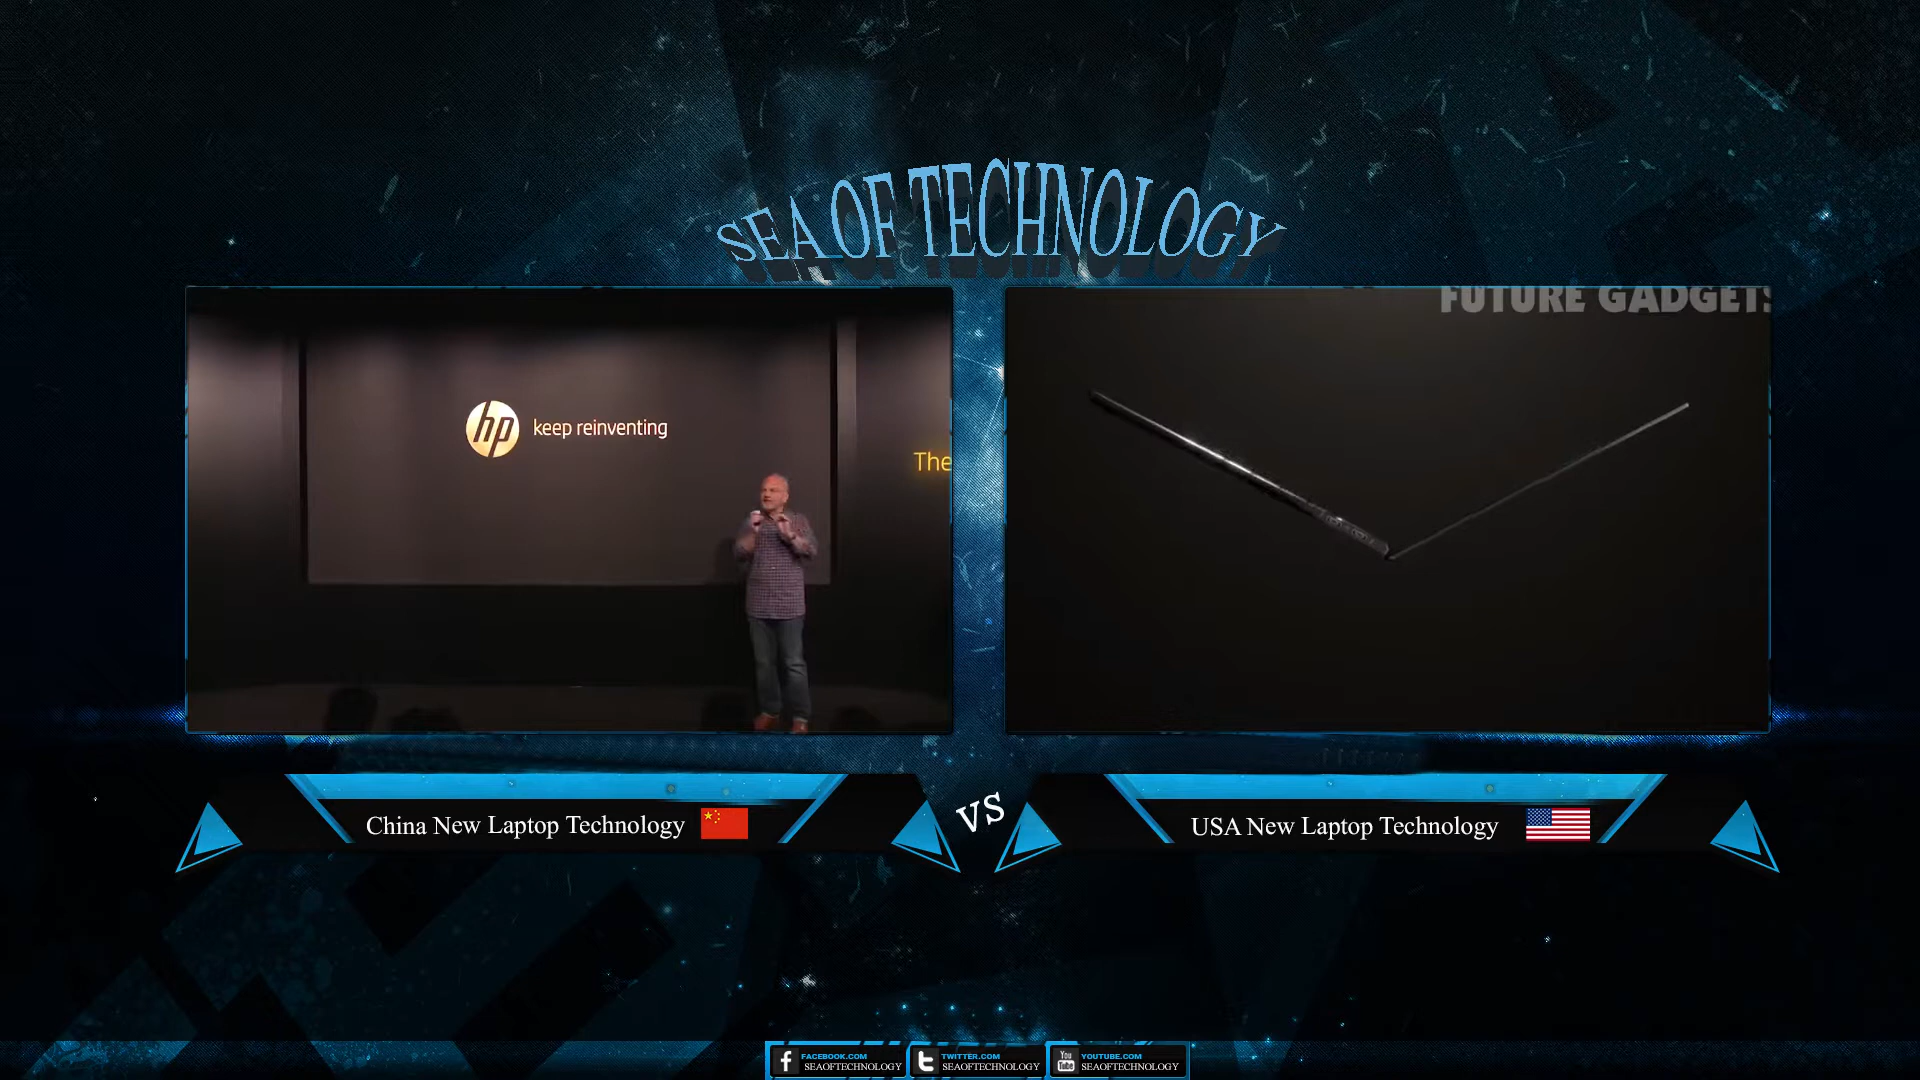 SEA OF TECHNOLOGY
FUTURE GADGETS
hp keep reinventing
The
China New Laptop Technology
VS
USA New Laptop Technology
FACEBOOK.COM
SEAOFTECHNOLOGY
TWITTER.COM
SEAOFTECHNOLOGY
You
Tube
YOUTUBE.COM
SEAOFTECHNOLOGY